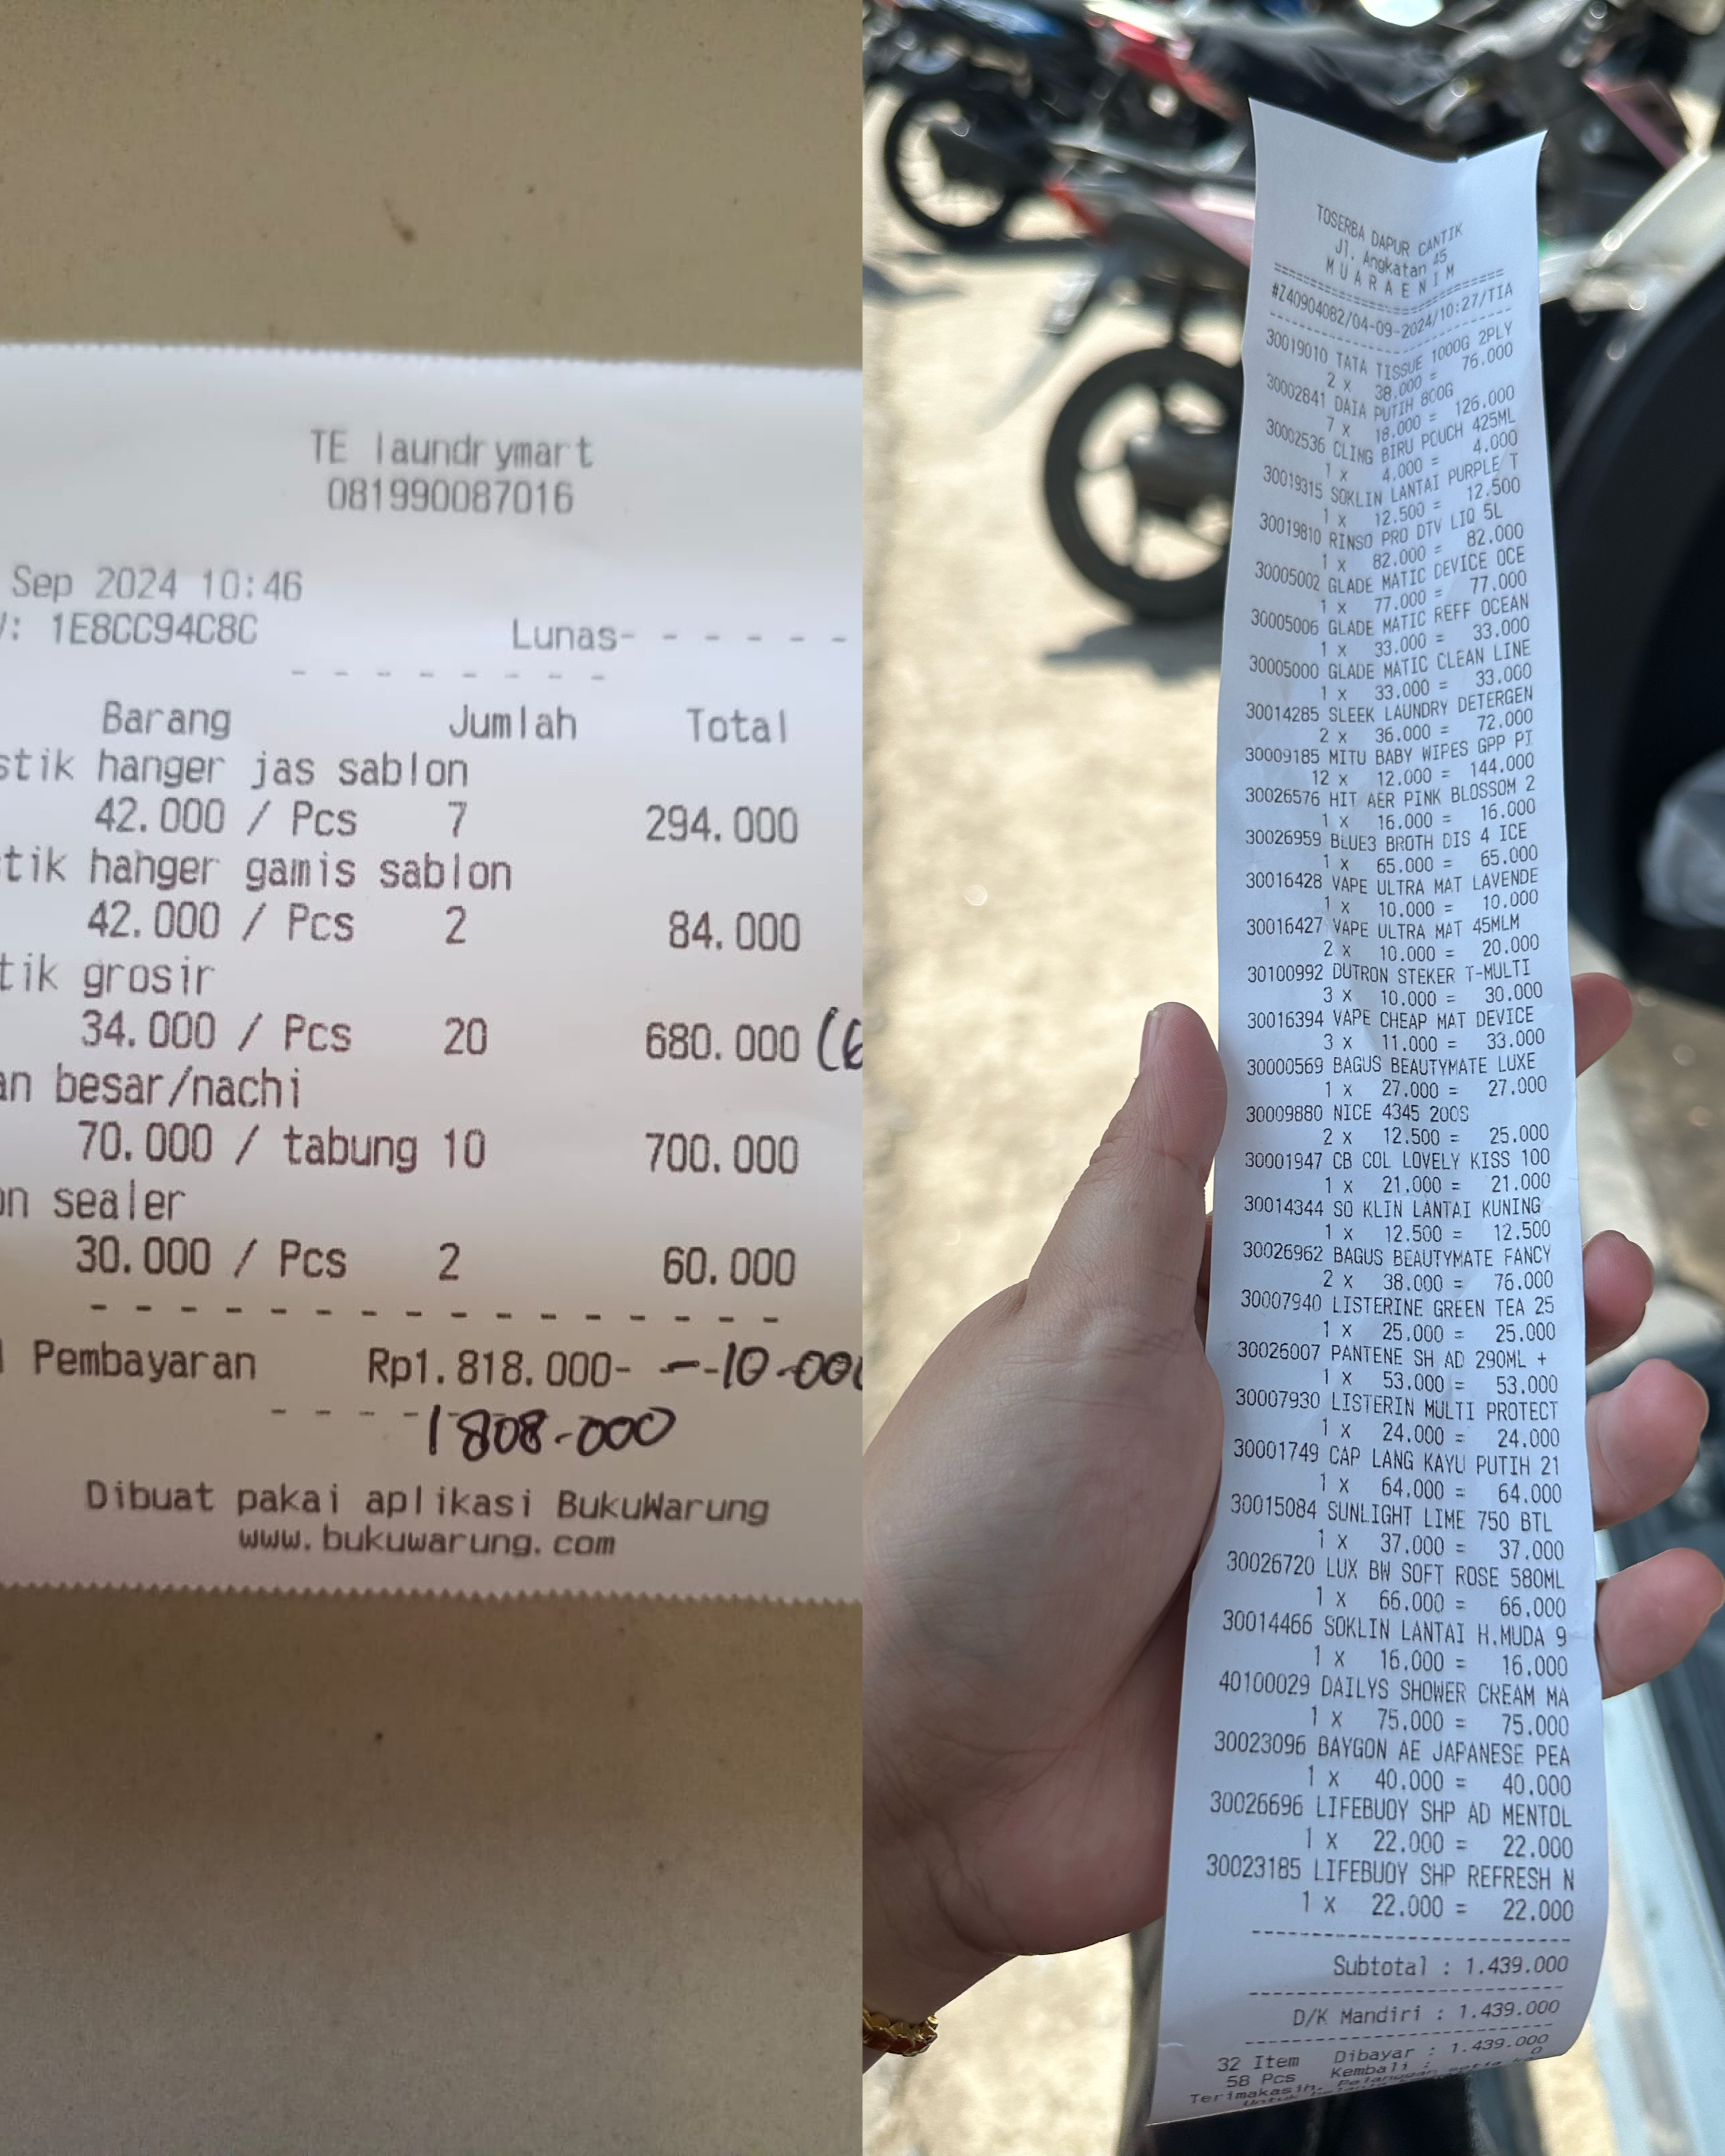 TE laundrymart
081990087016
Sep 2024 10:46
: 1E8CC94C8C Lunas- - - - - -
- - - - - - - -
Barang Jumlah Total
stik hanger jas sablon
42.000 / Pcs 7 294.000
tik hanger gamis sablon
42.000 / Pcs 2 84.000
tik grosir
34.000 / Pcs 20 680.000 (
an besar/nachi
70.000 / tabung 10 700.000
on sealer
30.000 / Pcs 2 60.000
- - - - - - - - - - - - - - - - -
Pembayaran Rp1.818.000- - -10.000
1808.000
Dibuat pakai aplikasi BukuWarung
www.bukuwarung.com
TOSERBA DAPUR CANTIK
Jl. Angkatan 45
M U A R A E N I M
==========================
#Z40904082/04-09-2024/10:27/TIA
--------------------------
30019010 TATA TISSUE 1000G 2PLY
2 x 38.000 = 76.000
30002841 DAIA PUTIH 800G
7 x 18.000 = 126.000
30002536 CLING BIRU POUCH 425ML
1 x 4.000 = 4.000
30019315 SOKLIN LANTAI PURPLE T
1 x 12.500 = 12.500
30019810 RINSO PRO DTV LIQ 5L
1 x 82.000 = 82.000
30005002 GLADE MATIC DEVICE OCE
1 x 77.000 = 77.000
30005006 GLADE MATIC REFF OCEAN
1 x 33.000 = 33.000
30005000 GLADE MATIC CLEAN LINE
1 x 33.000 = 33.000
30014285 SLEEK LAUNDRY DETERGEN
2 x 36.000 = 72.000
30009185 MITU BABY WIPES GPP PI
12 x 12.000 = 144.000
30026576 HIT AER PINK BLOSSOM 2
1 x 16.000 = 16.000
30026959 BLUE3 BROTH DIS 4 ICE
1 x 65.000 = 65.000
30016428 VAPE ULTRA MAT LAVENDE
1 x 10.000 = 10.000
30016427 VAPE ULTRA MAT 45MLM
2 x 10.000 = 20.000
30100992 DUTRON STEKER T-MULTI
3 x 10.000 = 30.000
30016394 VAPE CHEAP MAT DEVICE
3 x 11.000 = 33.000
30000569 BAGUS BEAUTYMATE LUXE
1 x 27.000 = 27.000
30009880 NICE 4345 200S
2 x 12.500 = 25.000
30001947 CB COL LOVELY KISS 100
1 x 21.000 = 21.000
30014344 SO KLIN LANTAI KUNING
1 x 12.500 = 12.500
30026962 BAGUS BEAUTYMATE FANCY
2 x 38.000 = 76.000
30007940 LISTERINE GREEN TEA 25
1 x 25.000 = 25.000
30026007 PANTENE SH AD 290ML +
1 x 53.000 = 53.000
30007930 LISTERIN MULTI PROTECT
1 x 24.000 = 24.000
30001749 CAP LANG KAYU PUTIH 21
1 x 64.000 = 64.000
30015084 SUNLIGHT LIME 750 BTL
1 x 37.000 = 37.000
30026720 LUX BW SOFT ROSE 580ML
1 x 66.000 = 66.000
30014466 SOKLIN LANTAI H.MUDA 9
1 x 16.000 = 16.000
40100029 DAILYS SHOWER CREAM MA
1 x 75.000 = 75.000
30023096 BAYGON AE JAPANESE PEA
1 x 40.000 = 40.000
30026696 LIFEBUOY SHP AD MENTOL
1 x 22.000 = 22.000
30023185 LIFEBUOY SHP REFRESH N
1 x 22.000 = 22.000
--------------------------
Subtotal : 1.439.000
--------------------------
D/K Mandiri : 1.439.000
--------------------------
32 Item Dibayar : 1.439.000
58 Pcs Kembali : 0
Terimakasih. Pelanggan setia